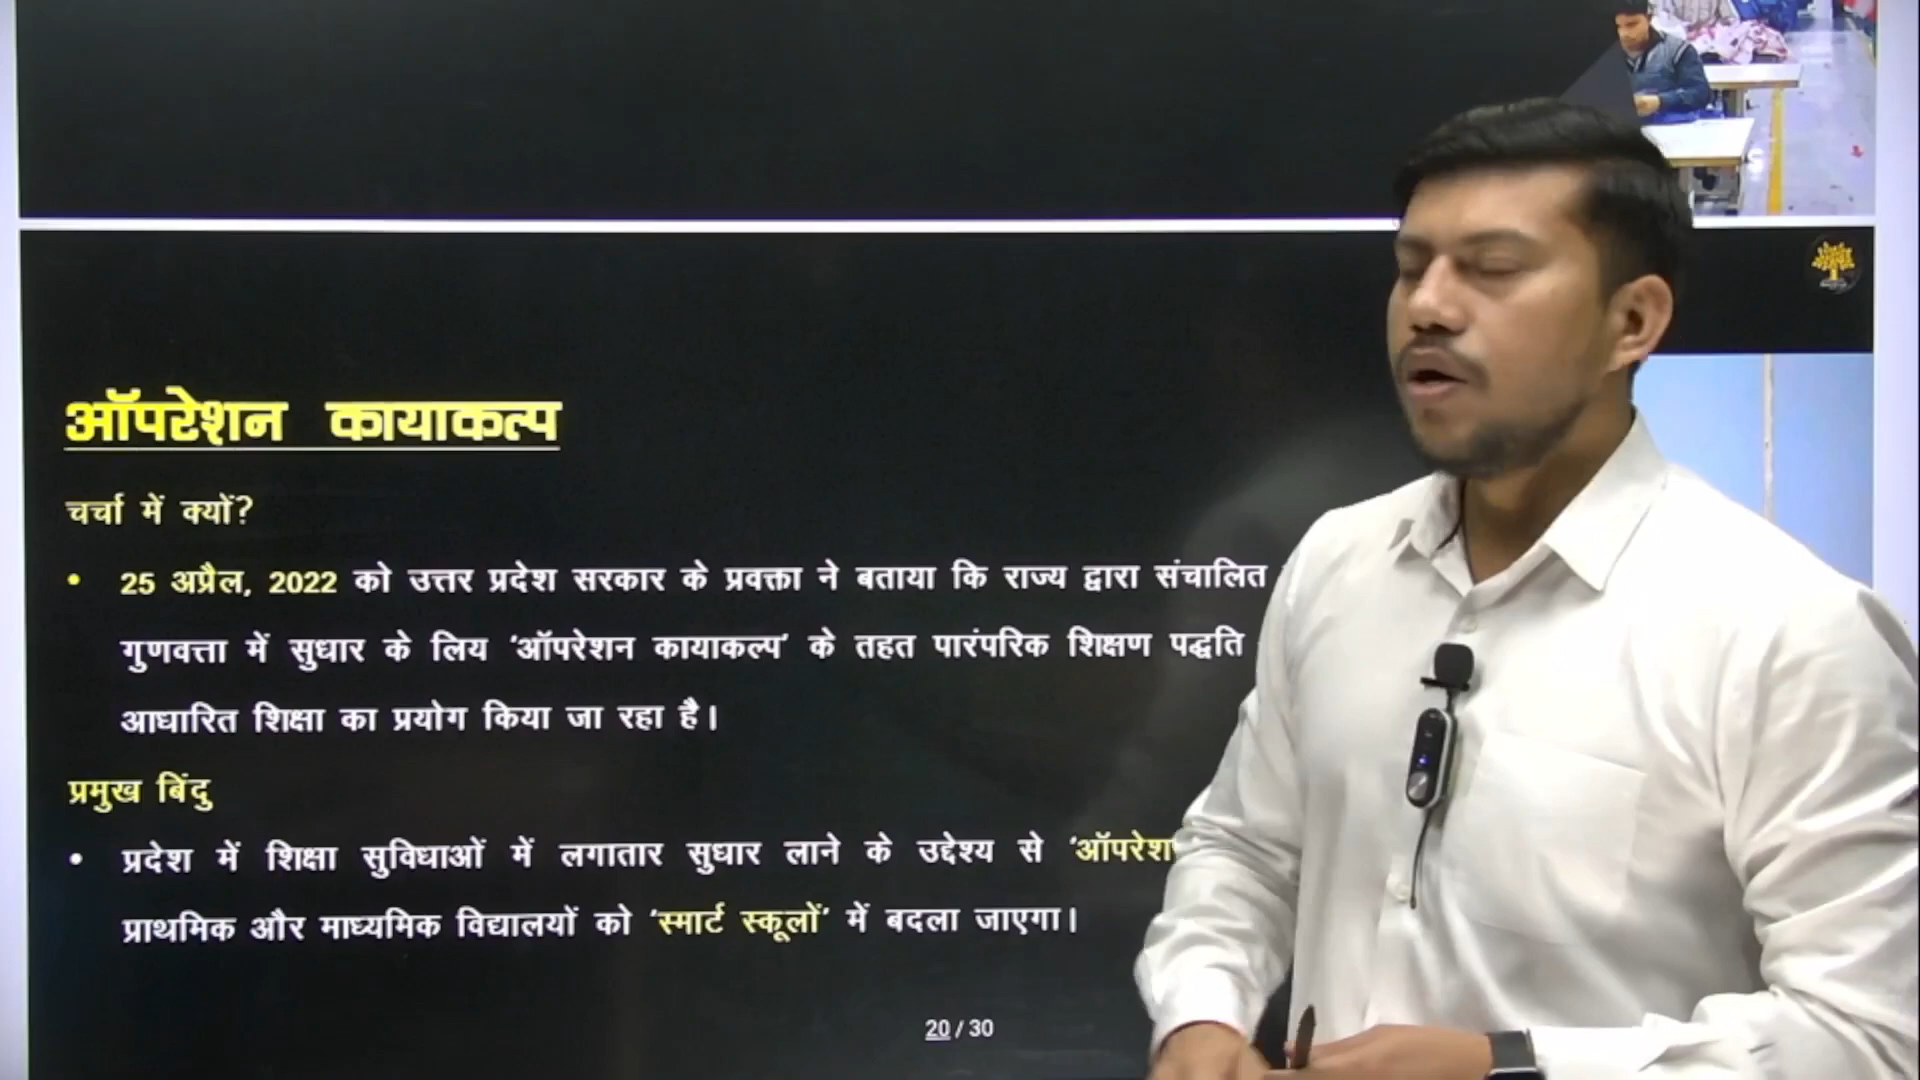 ऑपरेशन कायाकल्प
चर्चा में क्यों?
• 25 अप्रैल, 2022 को उत्तर प्रदेश सरकार के प्रवक्ता ने बताया कि राज्य द्वारा संचालित
गुणवत्ता में सुधार के लिय 'ऑपरेशन कायाकल्प' के तहत पारंपरिक शिक्षण पद्धति
आधारित शिक्षा का प्रयोग किया जा रहा है।
प्रमुख बिंदु
• प्रदेश में शिक्षा सुविधाओं में लगातार सुधार लाने के उद्देश्य से
प्राथमिक और माध्यमिक विद्यालयों को 'स्मार्ट स्कूलों' में बदला जाएगा।
20 / 30